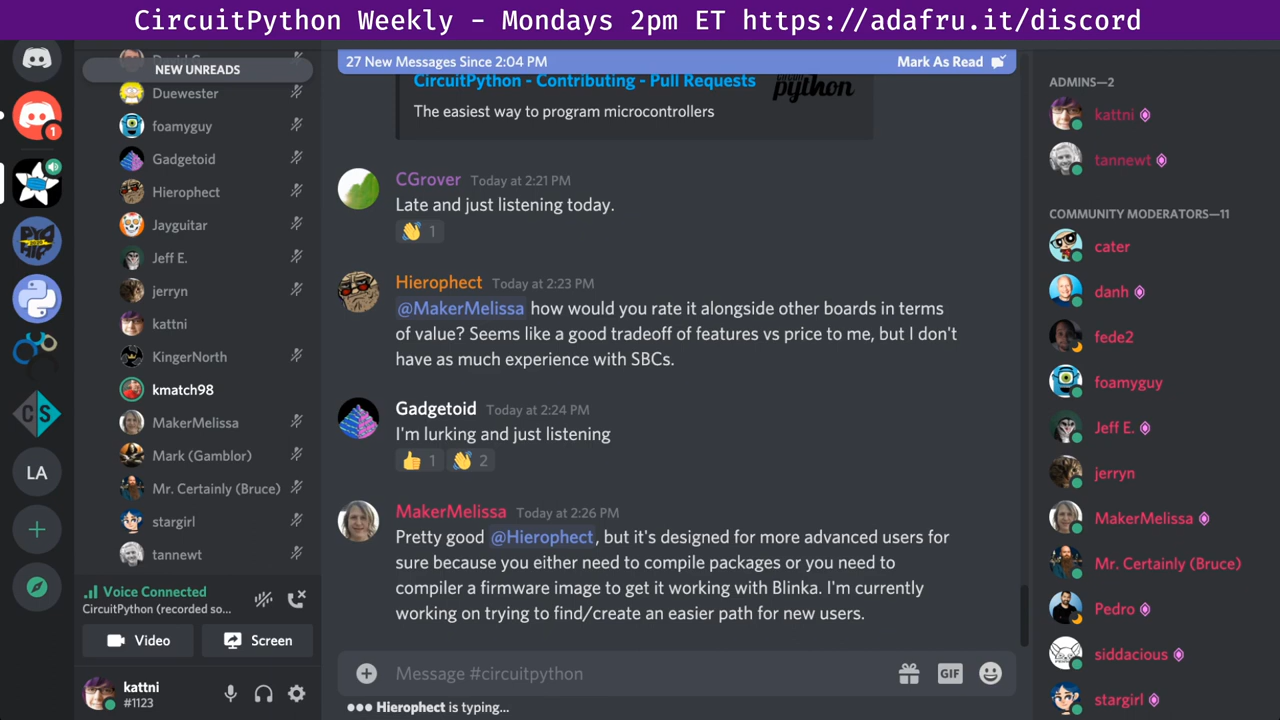 CircuitPython Weekly - Mondays 2pm ET https://adafru.it/discord
NEW UNREADS
Duewester
foamyguy
Gadgetoid
Hierophect
Jayguitar
Jeff E.
jerryn
kattni
KingerNorth
kmatch98
MakerMelissa
Mark (Gamblor)
Mr. Certainly (Bruce)
stargirl
tannewt
LA
Voice Connected
CircuitPython (recorded so...
Video Screen
kattni
#1123
27 New Messages Since 2:04 PM Mark As Read
CircuitPython - Contributing - Pull Requests
python
The easiest way to program microcontrollers
CGrover Today at 2:21 PM
Late and just listening today.
1
Hierophect Today at 2:23 PM
@MakerMelissa how would you rate it alongside other boards in terms
of value? Seems like a good tradeoff of features vs price to me, but I don't
have as much experience with SBCs.
Gadgetoid Today at 2:24 PM
I'm lurking and just listening
1 2
MakerMelissa Today at 2:26 PM
Pretty good @Hierophect, but it's designed for more advanced users for
sure because you either need to compile packages or you need to
compiler a firmware image to get it working with Blinka. I'm currently
working on trying to find/create an easier path for new users.
Message #circuitpython
GIF
Hierophect is typing...
ADMINS—2
kattni
tannewt
COMMUNITY MODERATORS—11
cater
danh
fede2
foamyguy
Jeff E.
jerryn
MakerMelissa
Mr. Certainly (Bruce)
Pedro
siddacious
stargirl